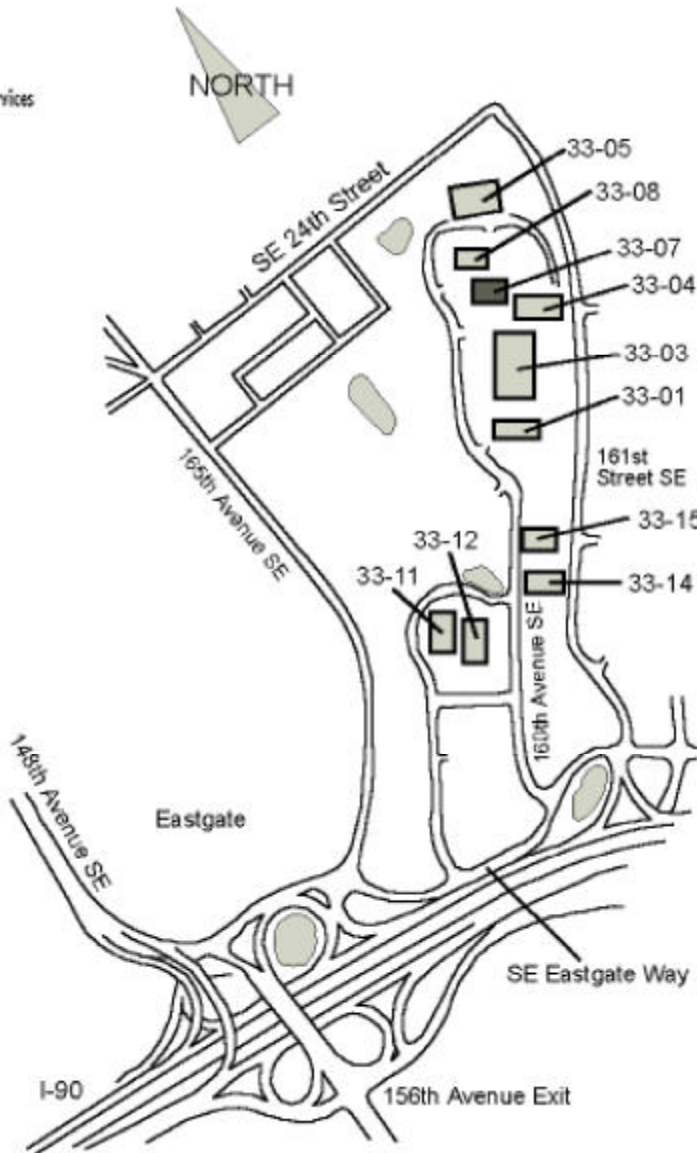 NORTH
vices
33-05
SE 24th Street
33-08
33-07
33-04
33-03
33-01
165th Avenue SE
161st
Street SE
33-15
33-12
33-11
33-14
160th Avenue SE
148th Avenue SE
Eastgate
SE Eastgate Way
I-90
156th Avenue Exit